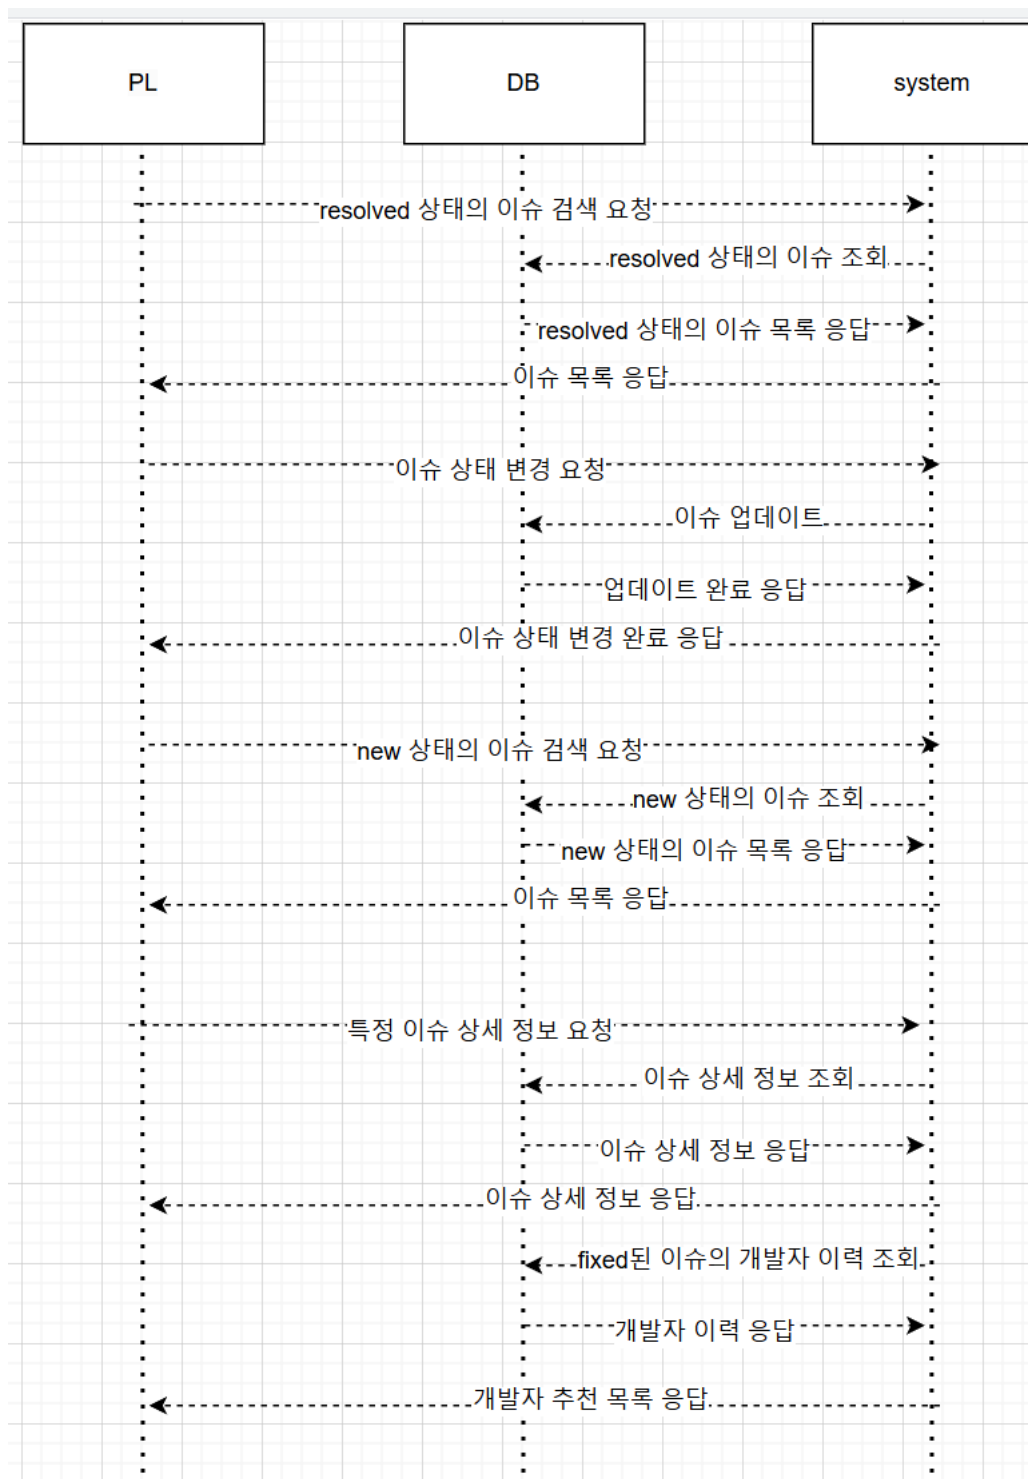 PL
DB
system
resolved 상태의 이슈 검색 요청
resolved 상태의 이슈 조회
resolved 상태의 이슈 목록 응답
이슈 목록 응답
이슈 상태 변경 요청
이슈 업데이트
업데이트 완료 응답
이슈 상태 변경 완료 응답
new 상태의 이슈 검색 요청
new 상태의 이슈 조회
new 상태의 이슈 목록 응답
이슈 목록 응답
특정 이슈 상세 정보 요청
이슈 상세 정보 조회
이슈 상세 정보 응답
이슈 상세 정보 응답
fixed된 이슈의 개발자 이력 조회
개발자 이력 응답
개발자 추천 목록 응답